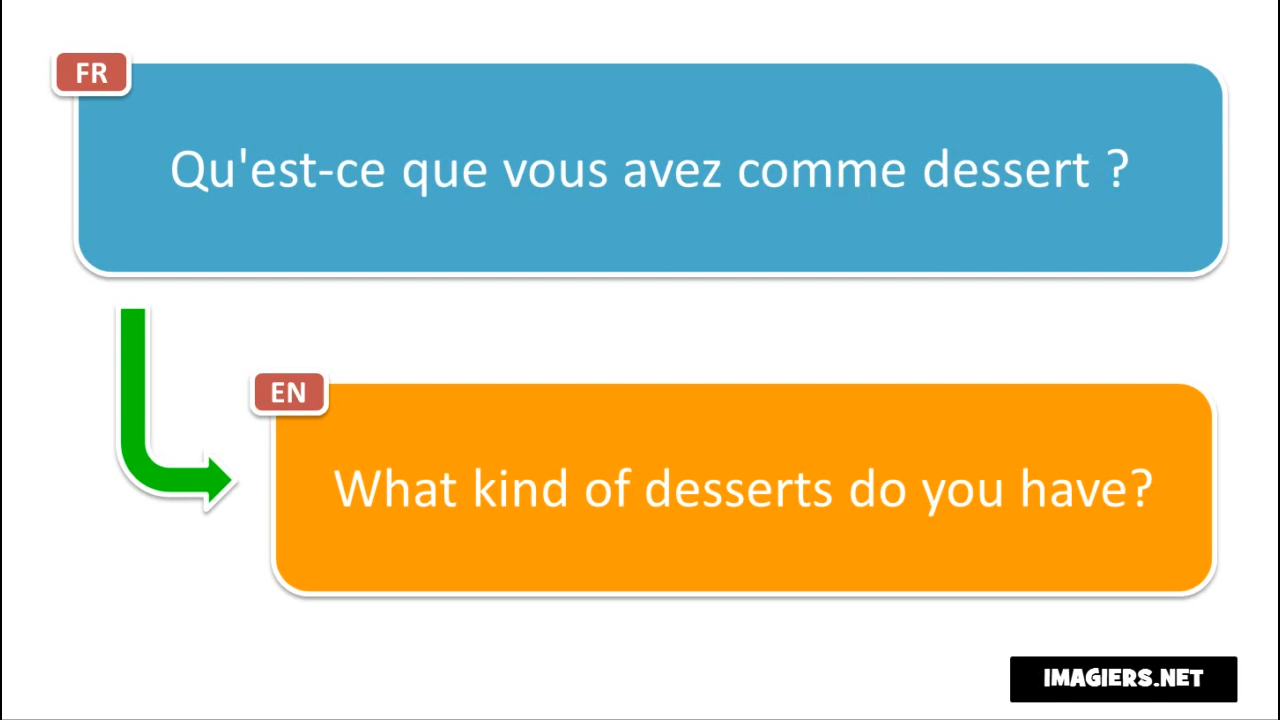 FR
Qu'est-ce que vous avez comme dessert ?
EN
What kind of desserts do you have?
IMAGIERS.NET